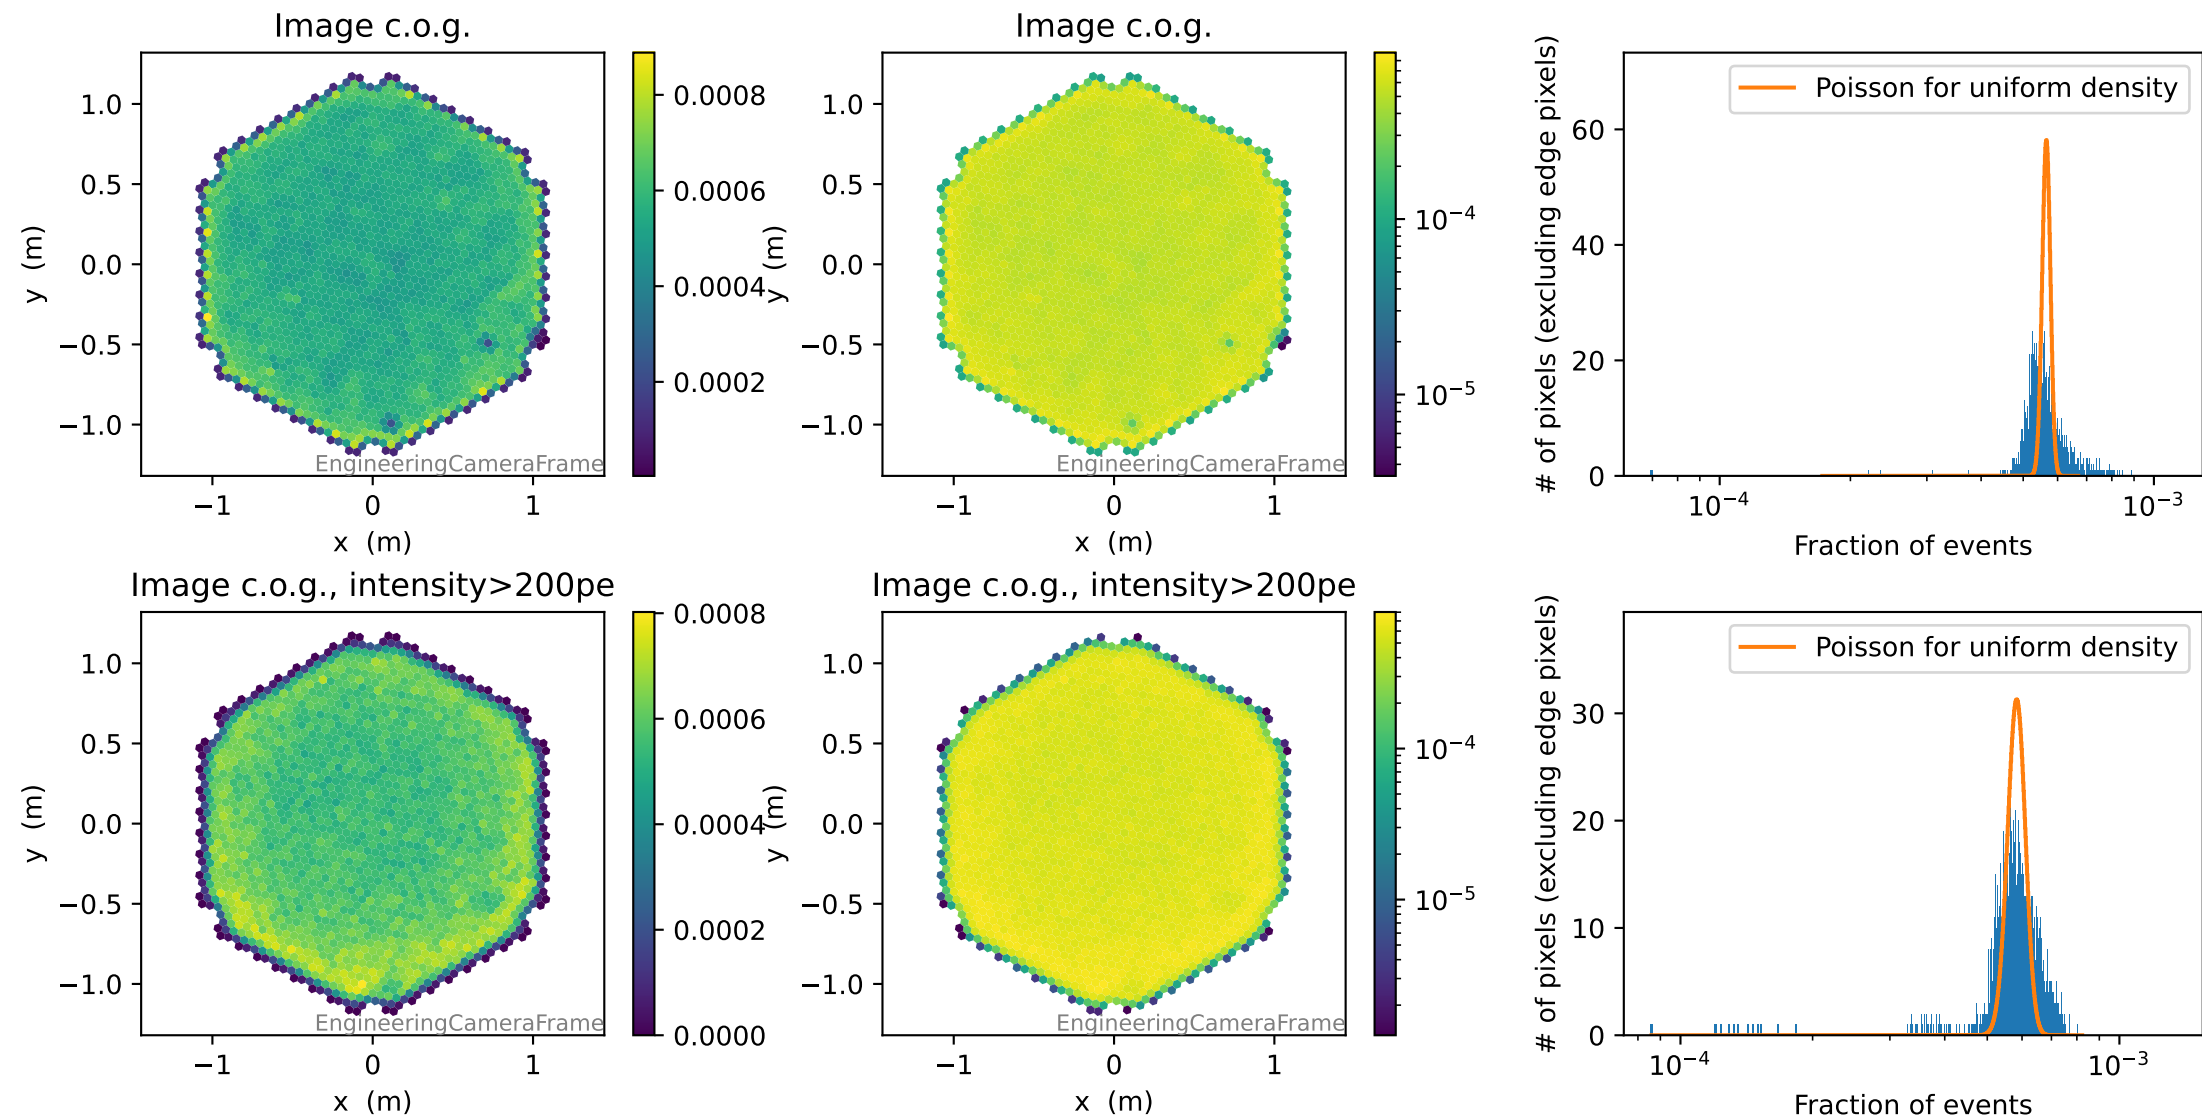 Image c.o.g.
1.0
0.5
0.0
−0.5
−1.0
y (m)
−1
0
1
x (m)
EngineeringCameraFrame
0.0008
0.0006
0.0004
0.0002
Image c.o.g.
1.0
0.5
0.0
−0.5
−1.0
y (m)
−1
0
1
x (m)
EngineeringCameraFrame
10⁻⁴
10⁻⁵
Poisson for uniform density
60
40
20
0
# of pixels (excluding edge pixels)
10⁻⁴
10⁻³
Fraction of events
Image c.o.g., intensity>200pe
1.0
0.5
0.0
−0.5
−1.0
y (m)
−1
0
1
x (m)
EngineeringCameraFrame
0.0008
0.0006
0.0004
0.0002
0.0000
Image c.o.g., intensity>200pe
1.0
0.5
0.0
−0.5
−1.0
y (m)
−1
0
1
x (m)
EngineeringCameraFrame
10⁻⁴
10⁻⁵
Poisson for uniform density
30
20
10
0
# of pixels (excluding edge pixels)
10⁻⁴
10⁻³
Fraction of events